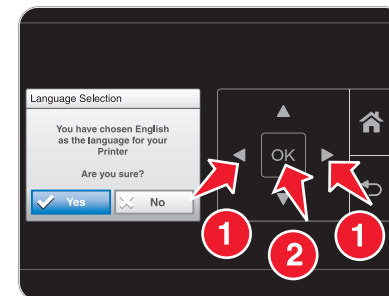 Language Selection
You have chosen English
as the language for your
Printer
Are you sure?
Yes
No
OK
1
2
1